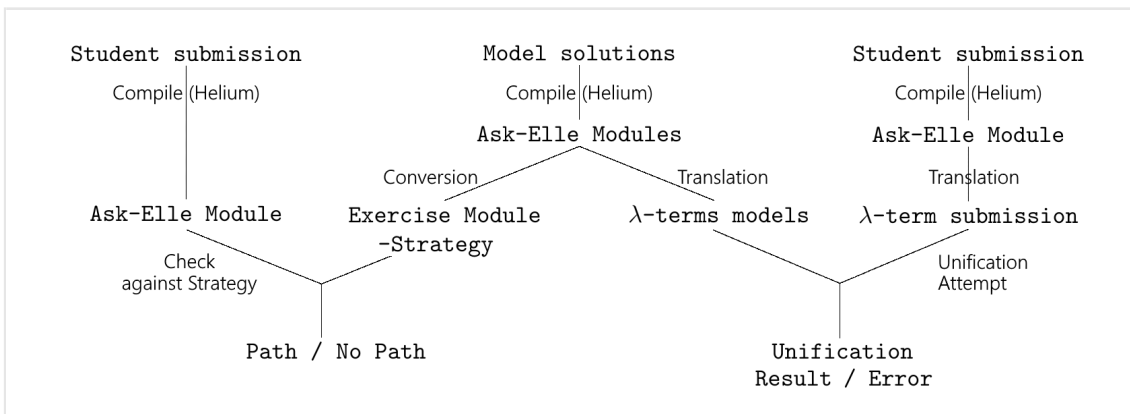 Student submission
Model solutions
Student submission
Compile (Helium)
Compile (Helium)
Compile (Helium)
Ask-Elle Modules
Ask-Elle Module
Conversion
Translation
Translation
Ask-Elle Module
Exercise Module
-Strategy
λ-terms models
λ-term submission
Check
against Strategy
Unification
Attempt
Path / No Path
Unification
Result / Error